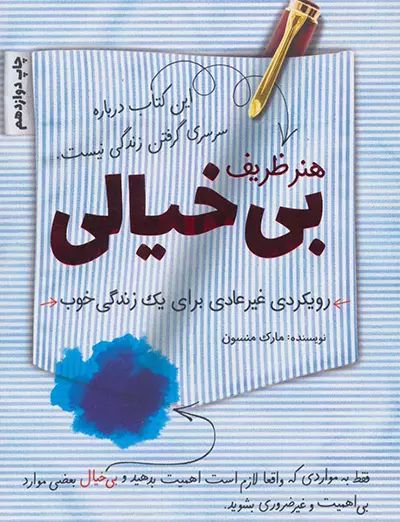 چاپ دوازدهم
این کتاب درباره
سرسری گرفتن زندگی نیست.
هنر ظریف
بی‌خیالی
رویکردی غیرعادی برای یک زندگی خوب
نویسنده: مارک منسون
فقط به مواردی که واقعا لازم است اهمیت بدهید و بی‌خیال بعضی موارد
بی‌اهمیت و غیرضروری بشوید.